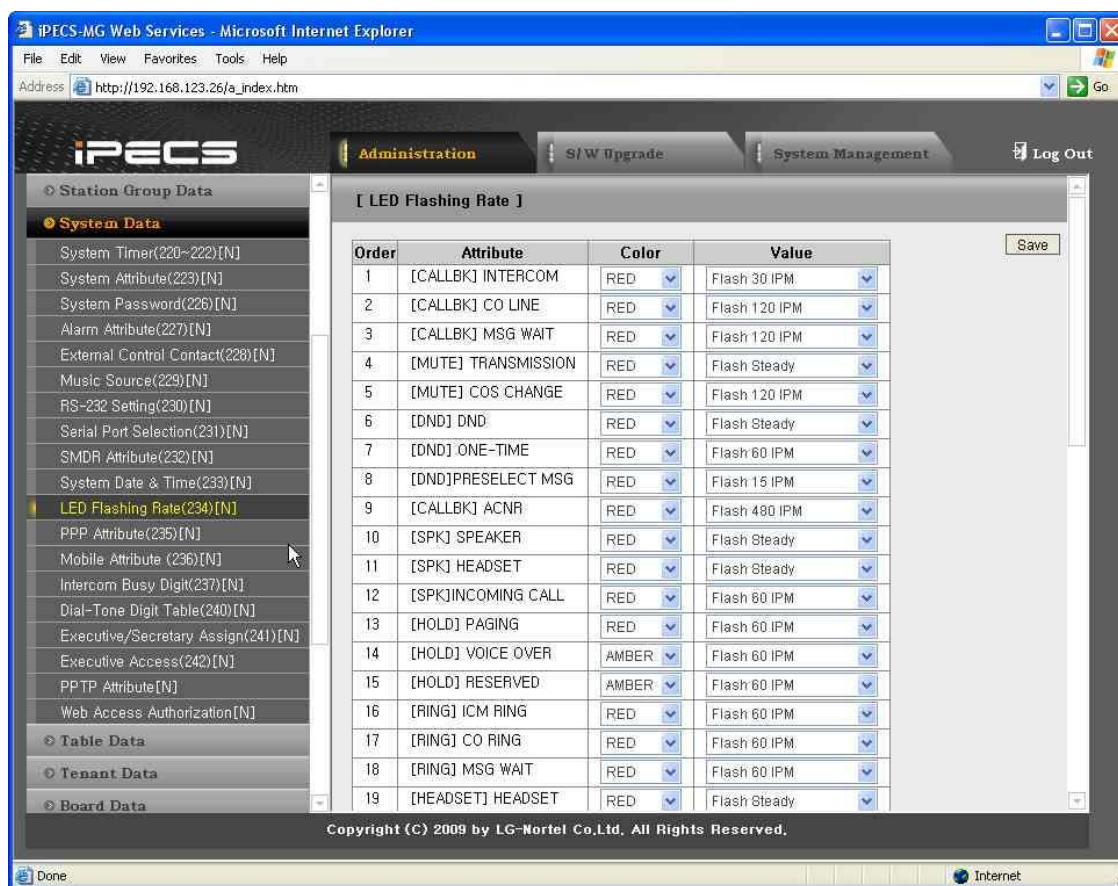 iPECS-MG Web Services - Microsoft Internet Explorer
File Edit View Favorites Tools Help
Address http://192.168.123.26/a_index.htm Go
iPECS Administration S/W Upgrade System Management Log Out
Station Group Data
System Data
System Timer(220~222)[N]
System Attribute(223)[N]
System Password(226)[N]
Alarm Attribute(227)[N]
External Control Contact(228)[N]
Music Source(229)[N]
RS-232 Setting(230)[N]
Serial Port Selection(231)[N]
SMDR Attribute(232)[N]
System Date & Time(233)[N]
LED Flashing Rate(234)[N]
PPP Attribute(235)[N]
Mobile Attribute (236)[N]
Intercom Busy Digit(237)[N]
Dial-Tone Digit Table(240)[N]
Executive/Secretary Assign(241)[N]
Executive Access(242)[N]
PPTP Attribute[N]
Web Access Authorization[N]
Table Data
Tenant Data
Board Data
[ LED Flashing Rate ]
Save
Order Attribute Color Value
1 [CALLBK] INTERCOM RED Flash 30 IPM
2 [CALLBK] CO LINE RED Flash 120 IPM
3 [CALLBK] MSG WAIT RED Flash 120 IPM
4 [MUTE] TRANSMISSION RED Flash Steady
5 [MUTE] COS CHANGE RED Flash 120 IPM
6 [DND] DND RED Flash Steady
7 [DND] ONE-TIME RED Flash 60 IPM
8 [DND]PRESELECT MSG RED Flash 15 IPM
9 [CALLBK] ACNR RED Flash 480 IPM
10 [SPK] SPEAKER RED Flash Steady
11 [SPK] HEADSET RED Flash Steady
12 [SPK]INCOMING CALL RED Flash 60 IPM
13 [HOLD] PAGING RED Flash 60 IPM
14 [HOLD] VOICE OVER AMBER Flash 60 IPM
15 [HOLD] RESERVED AMBER Flash 60 IPM
16 [RING] ICM RING RED Flash 60 IPM
17 [RING] CO RING RED Flash 60 IPM
18 [RING] MSG WAIT RED Flash 60 IPM
19 [HEADSET] HEADSET RED Flash Steady
Copyright (C) 2009 by LG-Nortel Co,Ltd, All Rights Reserved,
Done Internet